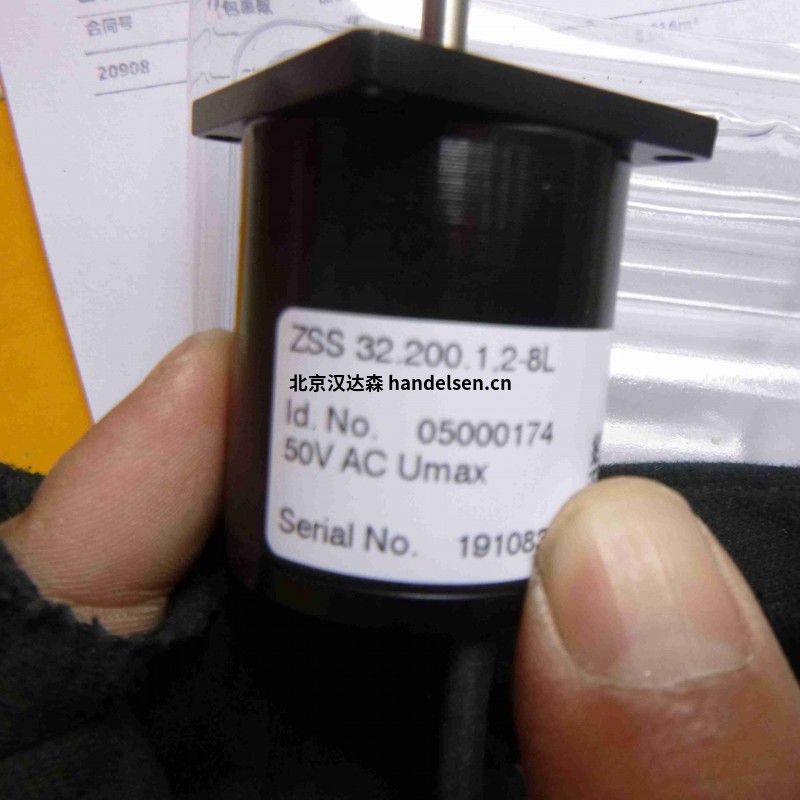 合同号
20908
ZSS 32.200.1,2-8L
北京汉达森 handelsen.cn
Id. No. 05000174
50V AC Umax
Serial No. 19108